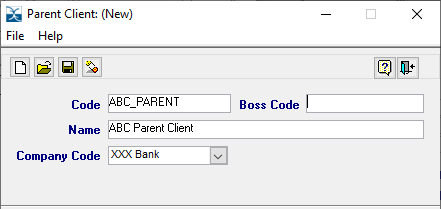 Parent Client: (New)
File Help
Code ABC_PARENT Boss Code
Name ABC Parent Client
Company Code XXX Bank